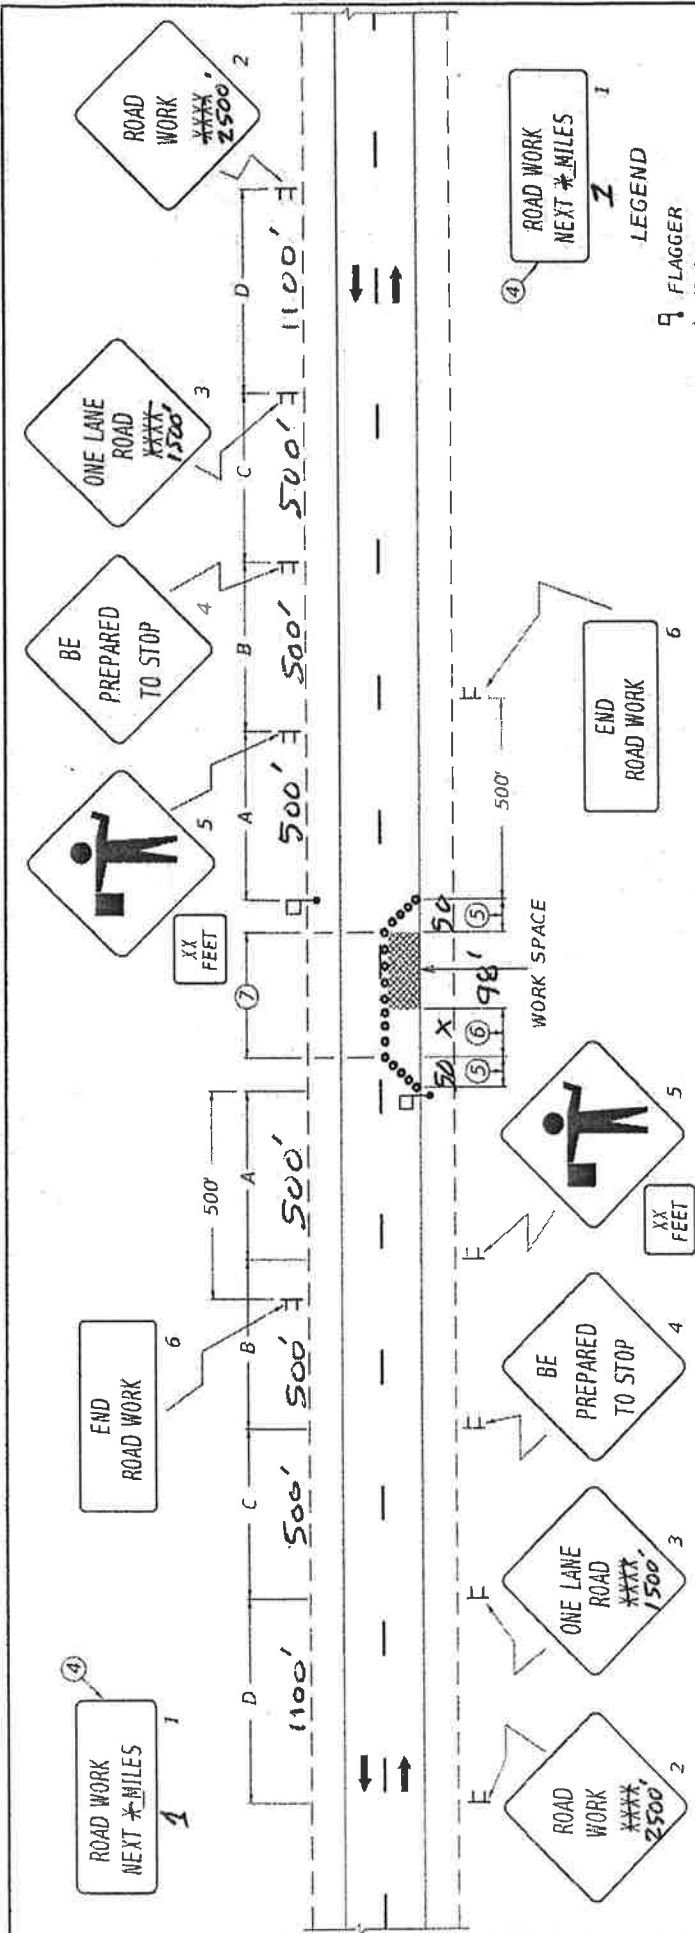 ROAD WORK
NEXT X MILES
1
1
4
END
ROAD WORK
6
5
XX
FEET
BE
PREPARED
TO STOP
4
ONE LANE
ROAD
XXXX
1500'
3
ROAD
WORK
XXXX
2500'
2
D
C
B
A
500'
1100'
500'
500'
500'
7
A
B
C
D
500'
500'
500'
1100'
50
5
X
6
98'
50
5
500'
WORK SPACE
ROAD
WORK
XXXX
2500'
2
ONE LANE
ROAD
XXXX
1500'
3
BE
PREPARED
TO STOP
4
5
XX
FEET
END
ROAD WORK
6
4
ROAD WORK
NEXT X MILES
1
1
LEGEND
FLAGGER